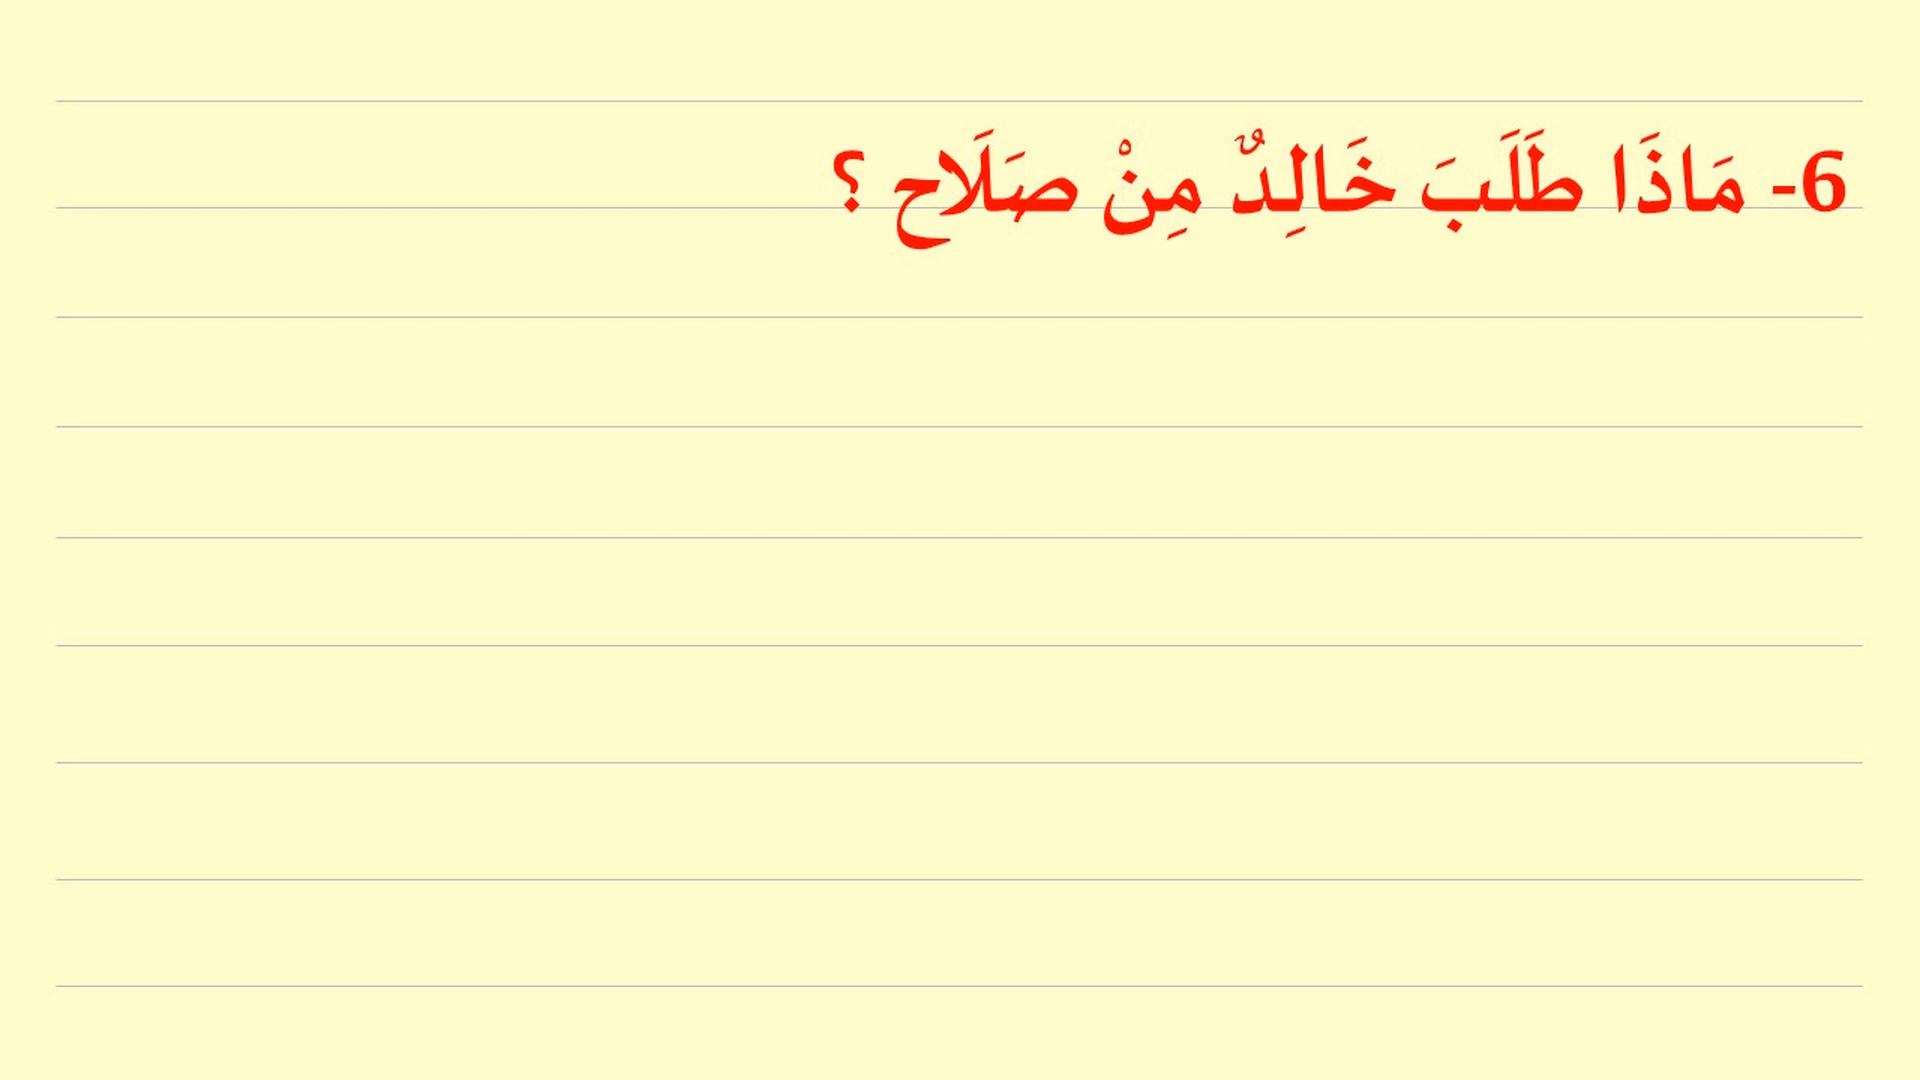 6- مَاذَا طَلَبَ خَالِدٌ مِنْ صَلَاح ؟